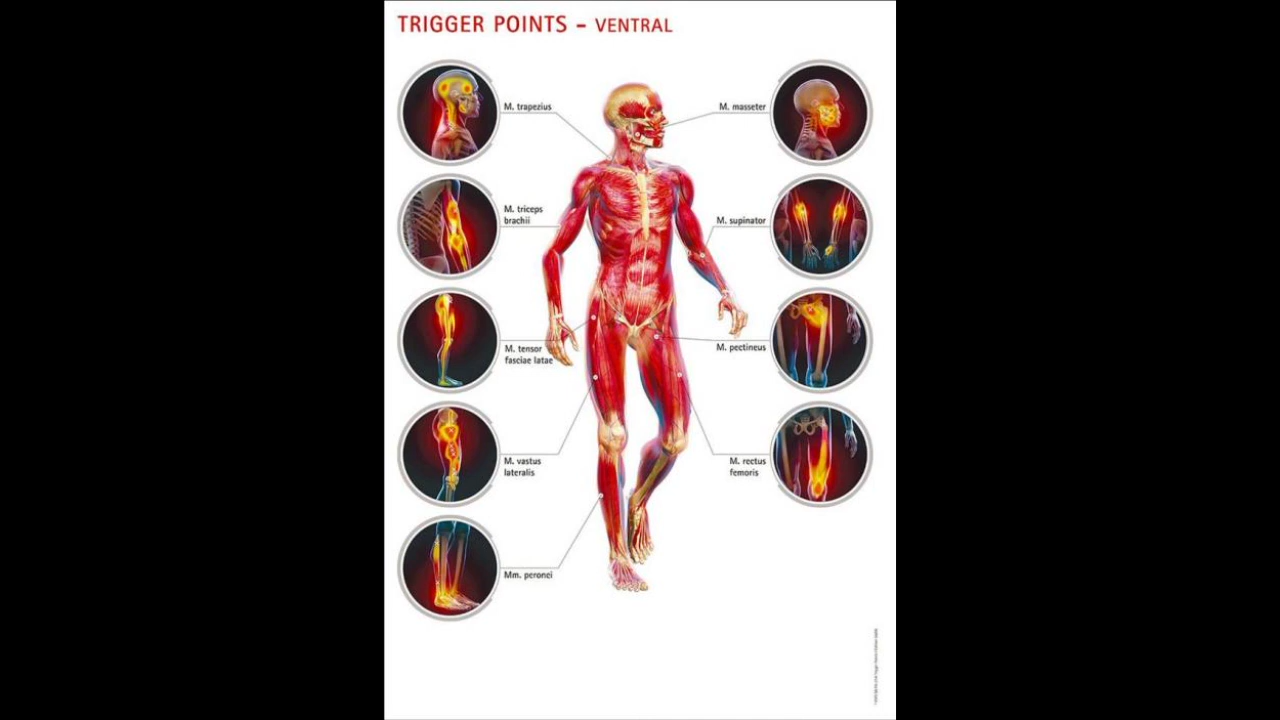 TRIGGER POINTS – VENTRAL
M. trapezius
M. masseter
M. triceps
brachii
M. supinator
M. tensor
fasciae latae
M. pectineus
M. vastus
lateralis
M. rectus
femoris
Mm. peronei